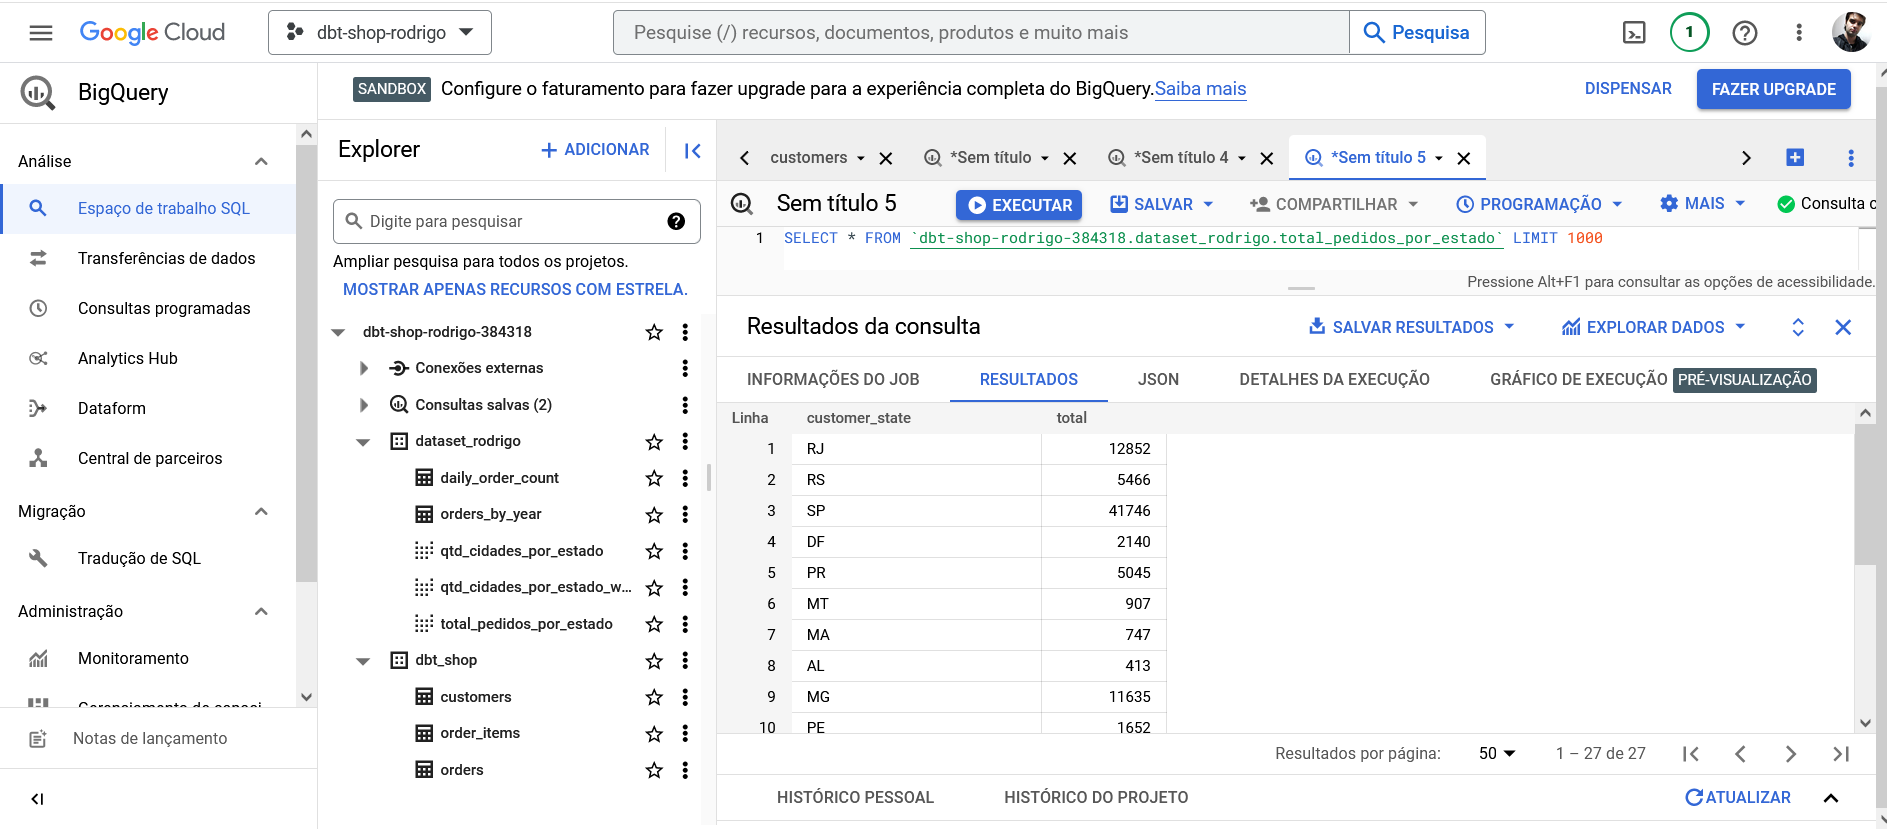 Google Cloud
dbt-shop-rodrigo
Pesquise (/) recursos, documentos, produtos e muito mais
Pesquisa
1
BigQuery
SANDBOX Configure o faturamento para fazer upgrade para a experiência completa do BigQuery. Saiba mais
DISPENSAR
FAZER UPGRADE
Análise
Espaço de trabalho SQL
Transferências de dados
Consultas programadas
Analytics Hub
Dataform
Central de parceiros
Migração
Tradução de SQL
Administração
Monitoramento
Notas de lançamento
Explorer
ADICIONAR
Digite para pesquisar
Ampliar pesquisa para todos os projetos.
MOSTRAR APENAS RECURSOS COM ESTRELA.
dbt-shop-rodrigo-384318
Conexões externas
Consultas salvas (2)
dataset_rodrigo
daily_order_count
orders_by_year
qtd_cidades_por_estado
qtd_cidades_por_estado_w...
total_pedidos_por_estado
dbt_shop
customers
order_items
orders
customers
*Sem título
*Sem título 4
*Sem título 5
Sem título 5
EXECUTAR
SALVAR
COMPARTILHAR
PROGRAMAÇÃO
MAIS
Consulta c
1 SELECT * FROM `dbt-shop-rodrigo-384318.dataset_rodrigo.total_pedidos_por_estado` LIMIT 1000
Pressione Alt+F1 para consultar as opções de acessibilidade.
Resultados da consulta
SALVAR RESULTADOS
EXPLORAR DADOS
INFORMAÇÕES DO JOB
RESULTADOS
JSON
DETALHES DA EXECUÇÃO
GRÁFICO DE EXECUÇÃO PRÉ-VISUALIZAÇÃO
Linha customer_state total
1 RJ 12852
2 RS 5466
3 SP 41746
4 DF 2140
5 PR 5045
6 MT 907
7 MA 747
8 AL 413
9 MG 11635
10 PE 1652
Resultados por página: 50 1 – 27 de 27
HISTÓRICO PESSOAL
HISTÓRICO DO PROJETO
ATUALIZAR